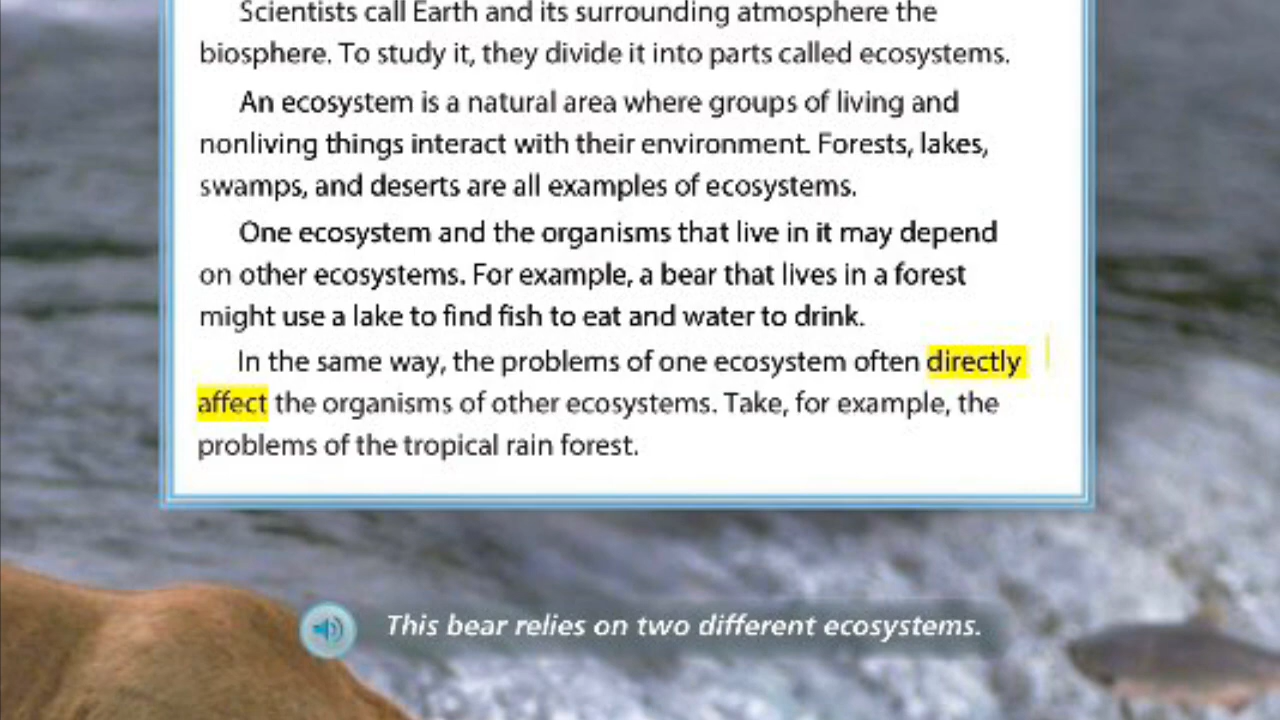 Scientists call Earth and its surrounding atmosphere the
biosphere. To study it, they divide it into parts called ecosystems.
An ecosystem is a natural area where groups of living and
nonliving things interact with their environment. Forests, lakes,
swamps, and deserts are all examples of ecosystems.
One ecosystem and the organisms that live in it may depend
on other ecosystems. For example, a bear that lives in a forest
might use a lake to find fish to eat and water to drink.
In the same way, the problems of one ecosystem often directly
affect the organisms of other ecosystems. Take, for example, the
problems of the tropical rain forest.
This bear relies on two different ecosystems.